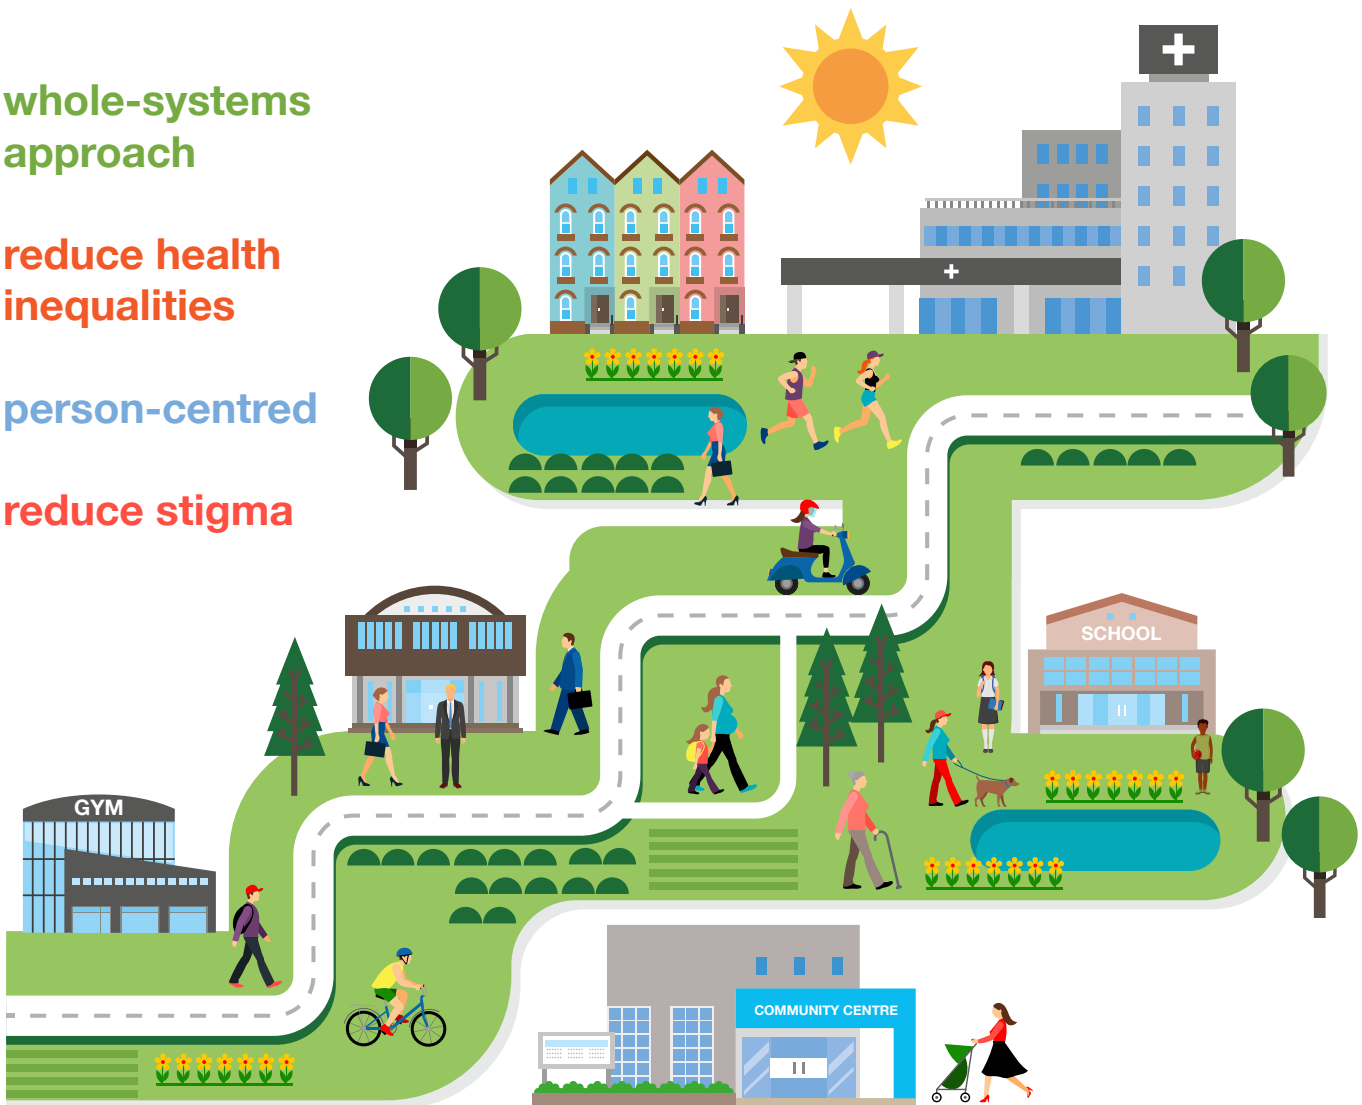 whole-systems
approach
reduce health
inequalities
person-centred
reduce stigma
SCHOOL
GYM
COMMUNITY CENTRE